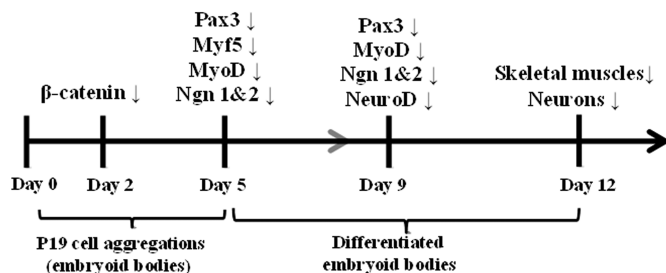 Pax3 ↓
Myf5 ↓
MyoD ↓
Ngn 1&2 ↓
β-catenin ↓
Pax3 ↓
MyoD ↓
Ngn 1&2 ↓
NeuroD ↓
Skeletal muscles↓
Neurons ↓
Day 0
Day 2
Day 5
Day 9
Day 12
P19 cell aggregations
(embryoid bodies)
Differentiated
embryoid bodies